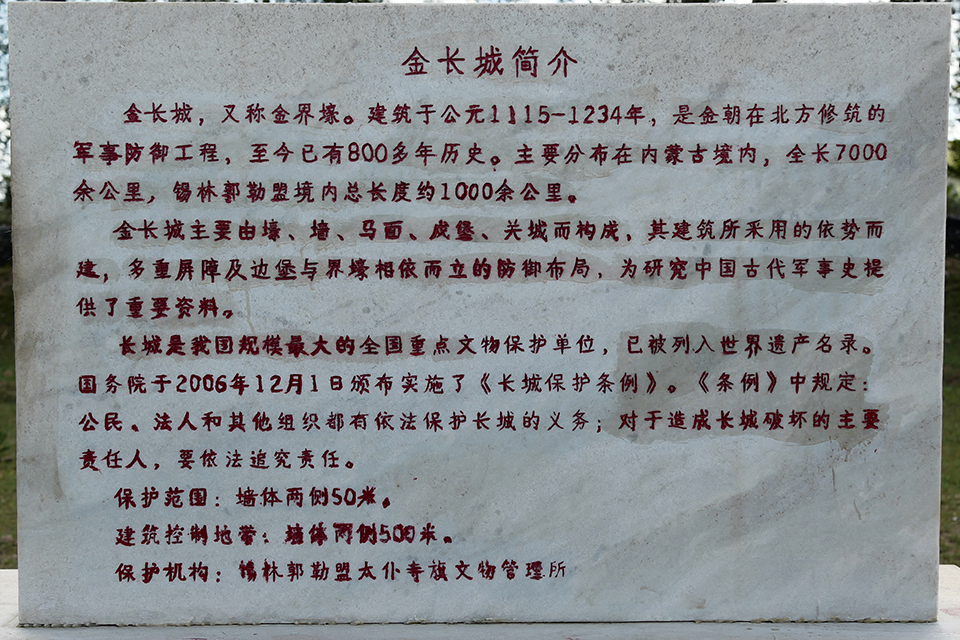 金长城简介
金长城，又称金界壕。建筑于公元1115-1234年，是金朝在北方修筑的
军事防御工程，至今已有800多年历史。主要分布在内蒙古境内，全长7000
余公里，锡林郭勒盟境内总长度约1000余公里。
金长城主要由壕、墙、马面、戍堡、关城而构成，其建筑所采用的依势而
建，多重屏障及边堡与界壕相依而立的防御布局，为研究中国古代军事史提
供了重要资料。
长城是我国规模最大的全国重点文物保护单位，已被列入世界遗产名录。
国务院于2006年12月1日颁布实施了《长城保护条例》。《条例》中规定：
公民、法人和其他组织都有依法保护长城的义务；对于造成长城破坏的主要
责任人，要依法追究责任。
保护范围：墙体两侧50米。
建筑控制地带：墙体两侧500米。
保护机构：锡林郭勒盟太仆寺旗文物管理所